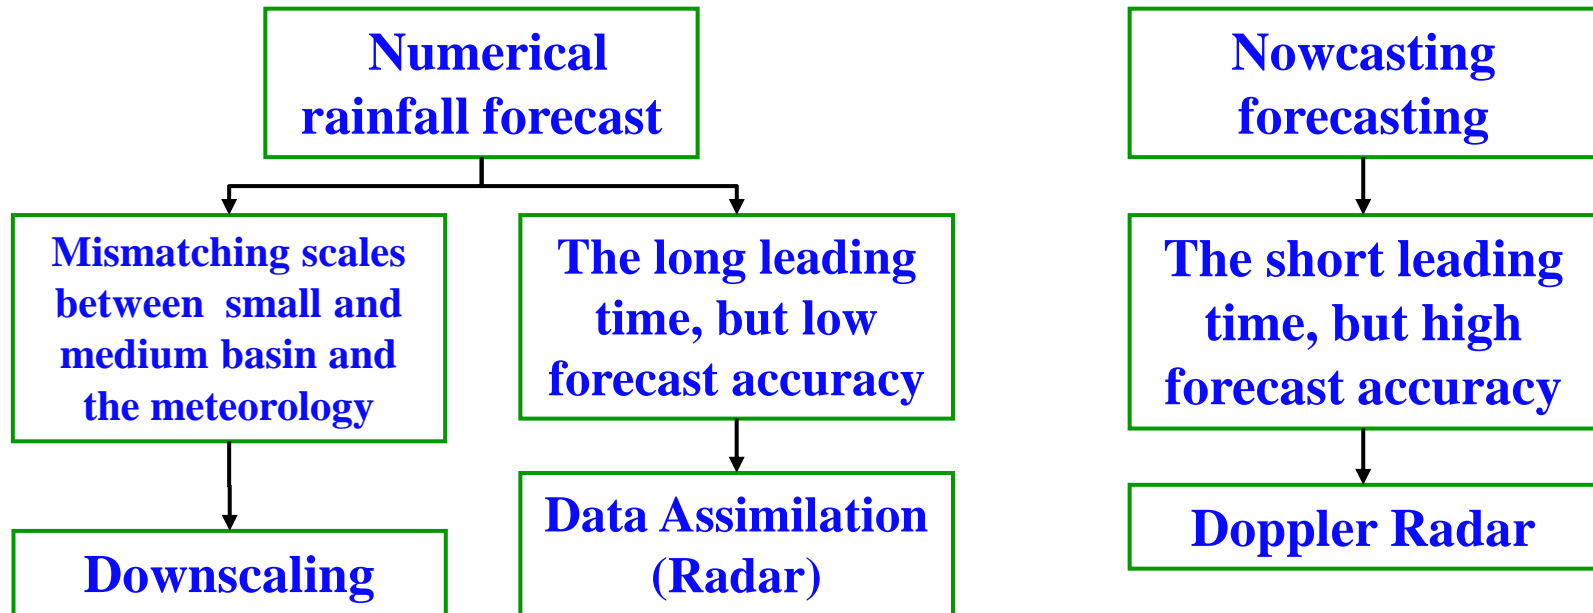 Numerical
rainfall forecast
Nowcasting
forecasting
Mismatching scales
between small and
medium basin and
the meteorology
The long leading
time, but low
forecast accuracy
The short leading
time, but high
forecast accuracy
Downscaling
Data Assimilation
(Radar)
Doppler Radar